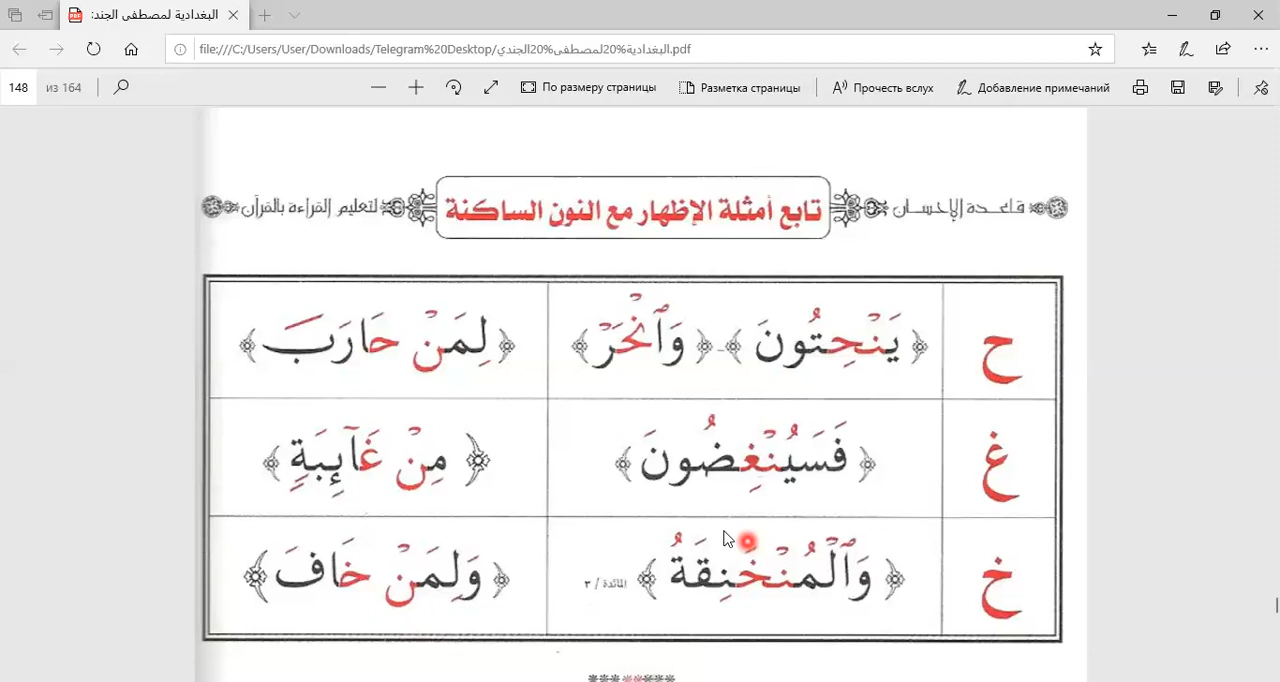 البغدادية لمصطفى الجند:
file:///C:/Users/User/Downloads/Telegram%20Desktop/البغدادية%20لمصطفى%20الجندي.pdf
148 из 164 По размеру страницы Разметка страницы Прочесть вслух Добавление примечаний
قاعدة الإحسان تابع أمثلة الإظهار مع النون الساكنة لتعليم القراءة بالقرآن
ح ﴿ يَنْحِتُونَ ﴾ - ﴿ وَٱنْحَرْ ﴾ ﴿ لِمَنْ حَارَبَ ﴾
غ ﴿ فَسَيُنْغِضُونَ ﴾ ﴿ مِنْ غَآئِبَةٍ ﴾
خ ﴿ وَٱلْمُنْخَنِقَةُ ﴾ المائدة / ٣ ﴿ وَلِمَنْ خَافَ ﴾